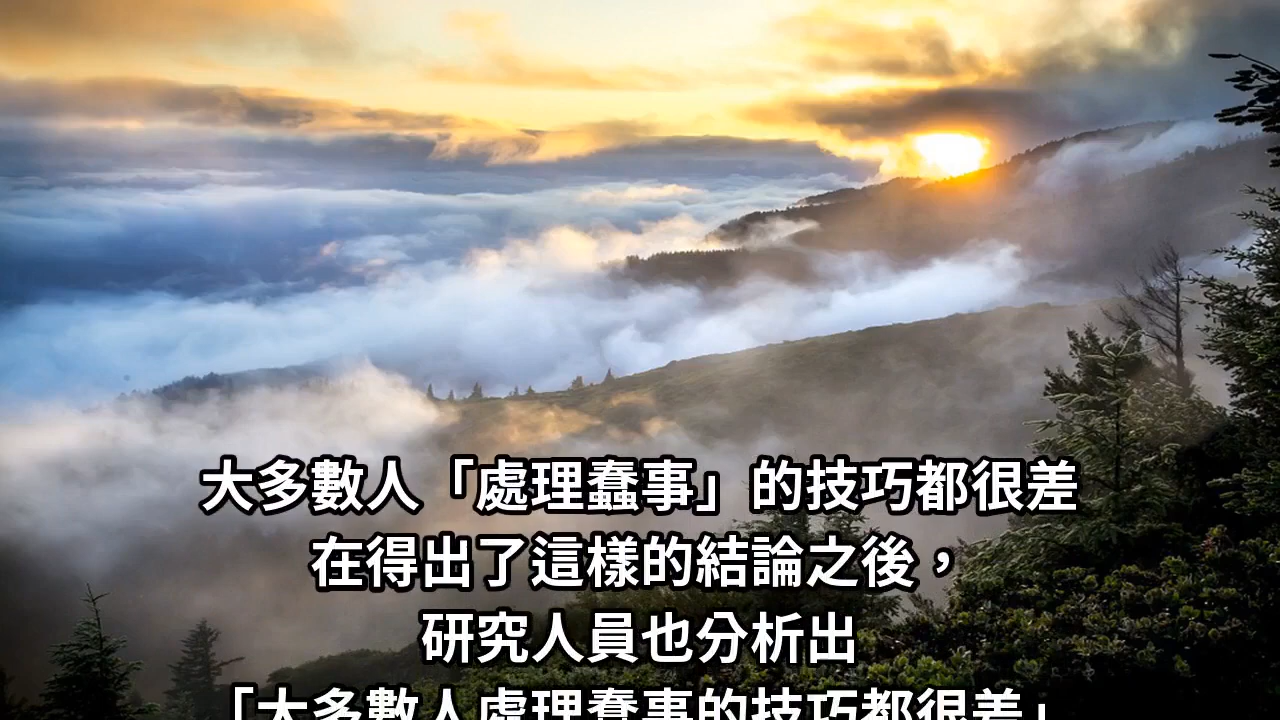 大多數人「處理蠢事」的技巧都很差
在得出了這樣的結論之後，
研究人員也分析出
「大多數人處理蠢事的技巧都很差」